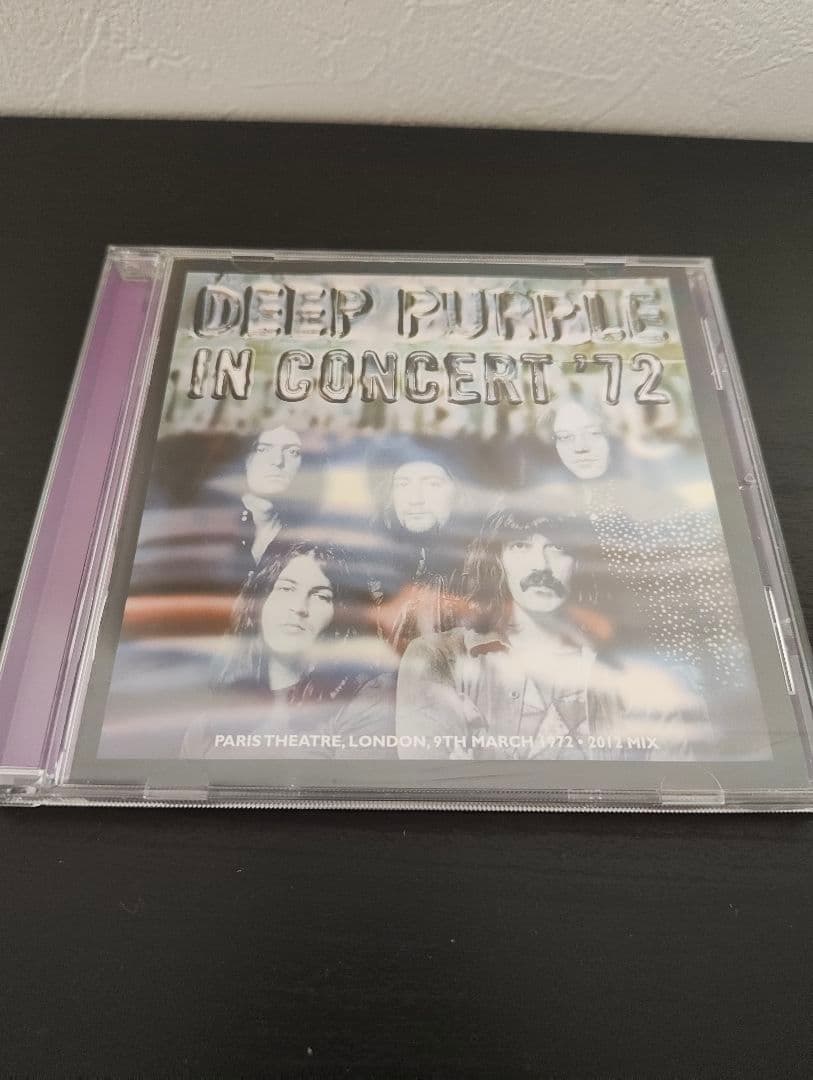 DEEP PURPLE
IN CONCERT '72
PARIS THEATRE, LONDON, 9TH MARCH 1972 • 2012 MIX